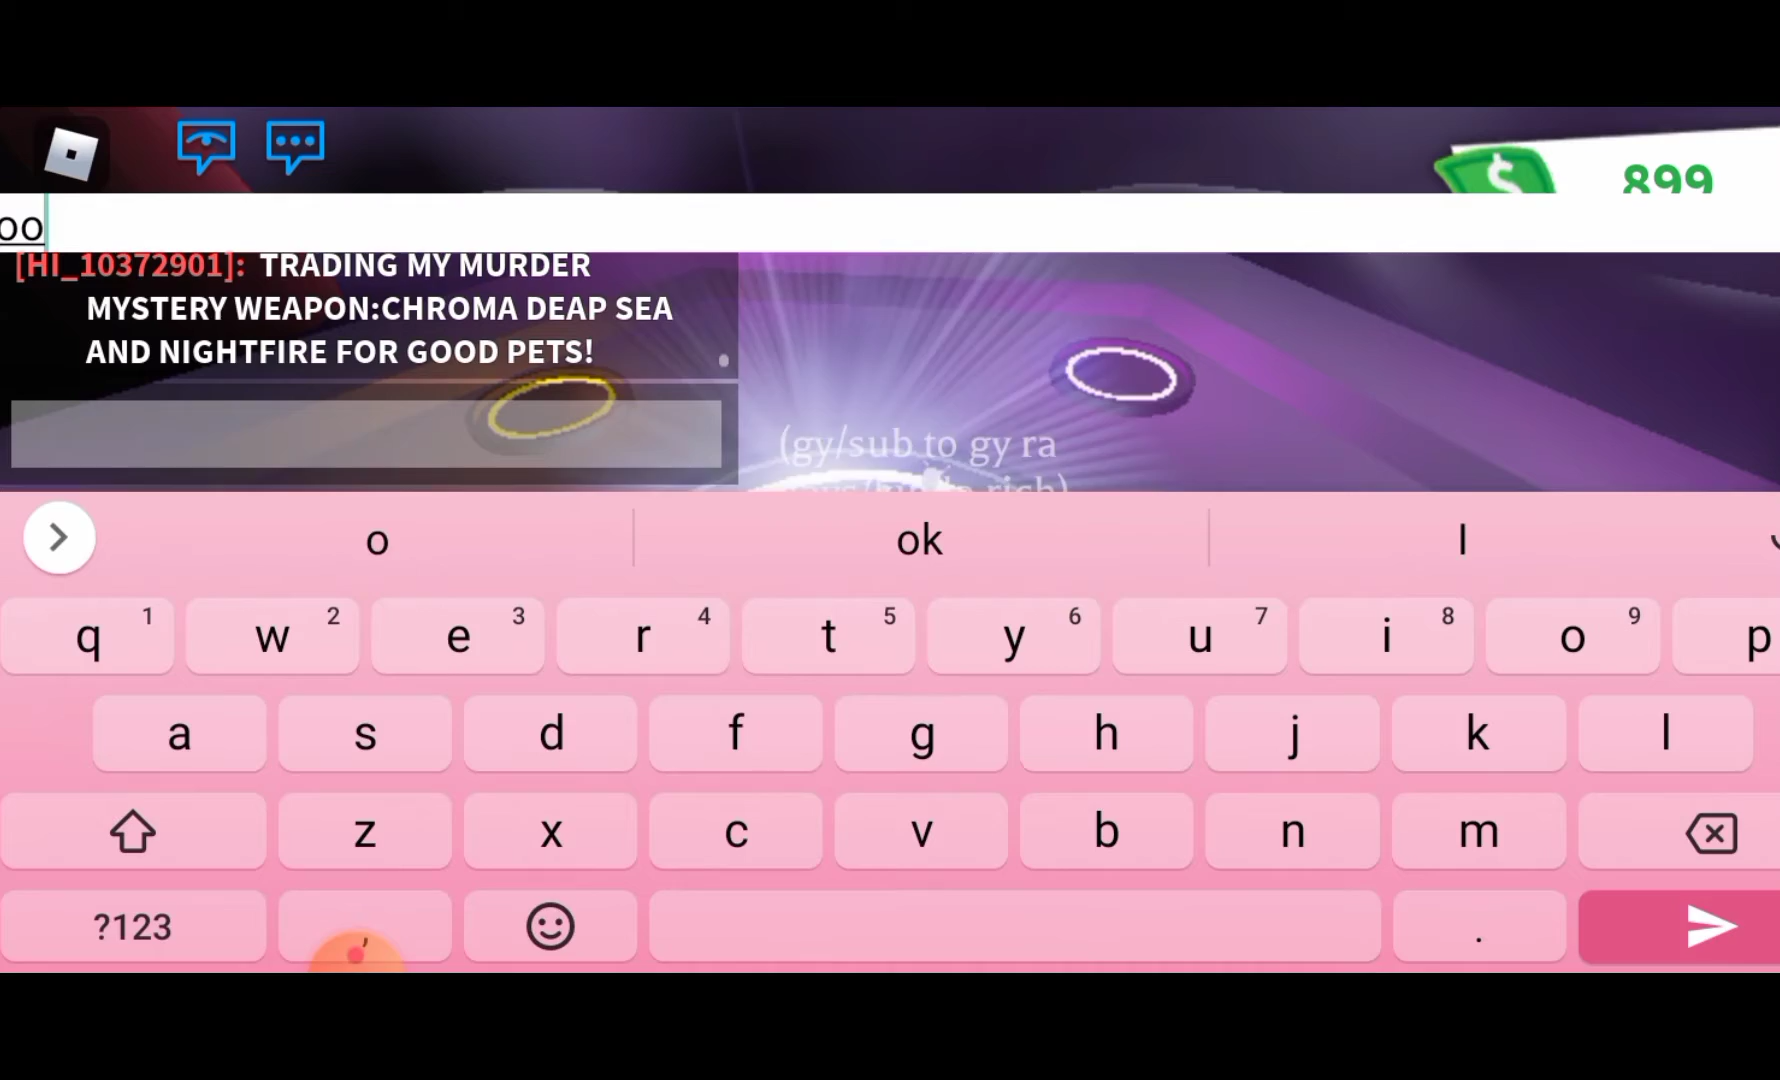 899
oo
[HI_10372901]: TRADING MY MURDER
MYSTERY WEAPON:CHROMA DEAP SEA
AND NIGHTFIRE FOR GOOD PETS!
(gy/sub to gy ra
rich)
o ok I
q 1 w 2 e 3 r 4 t 5 y 6 u 7 i 8 o 9 p
a s d f g h j k l
z x c v b n m
?123 , .